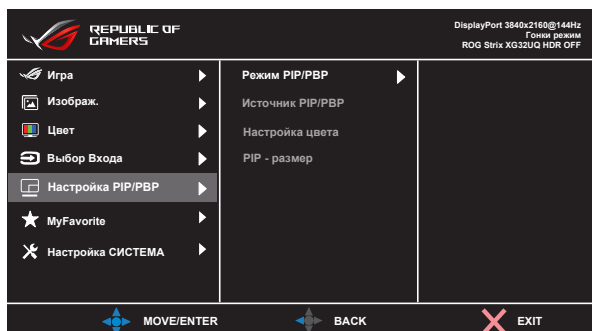 REPUBLIC OF
GAMERS
DisplayPort 3840x2160@144Hz
Гонки режим
ROG Strix XG32UQ HDR OFF
Игра
Изображ.
Цвет
Выбор Входа
Настройка PIP/PBP
MyFavorite
Настройка СИСТЕМА
Режим PIP/PBP
Источник PIP/PBP
Настройка цвета
PIP - размер
MOVE/ENTER
BACK
EXIT